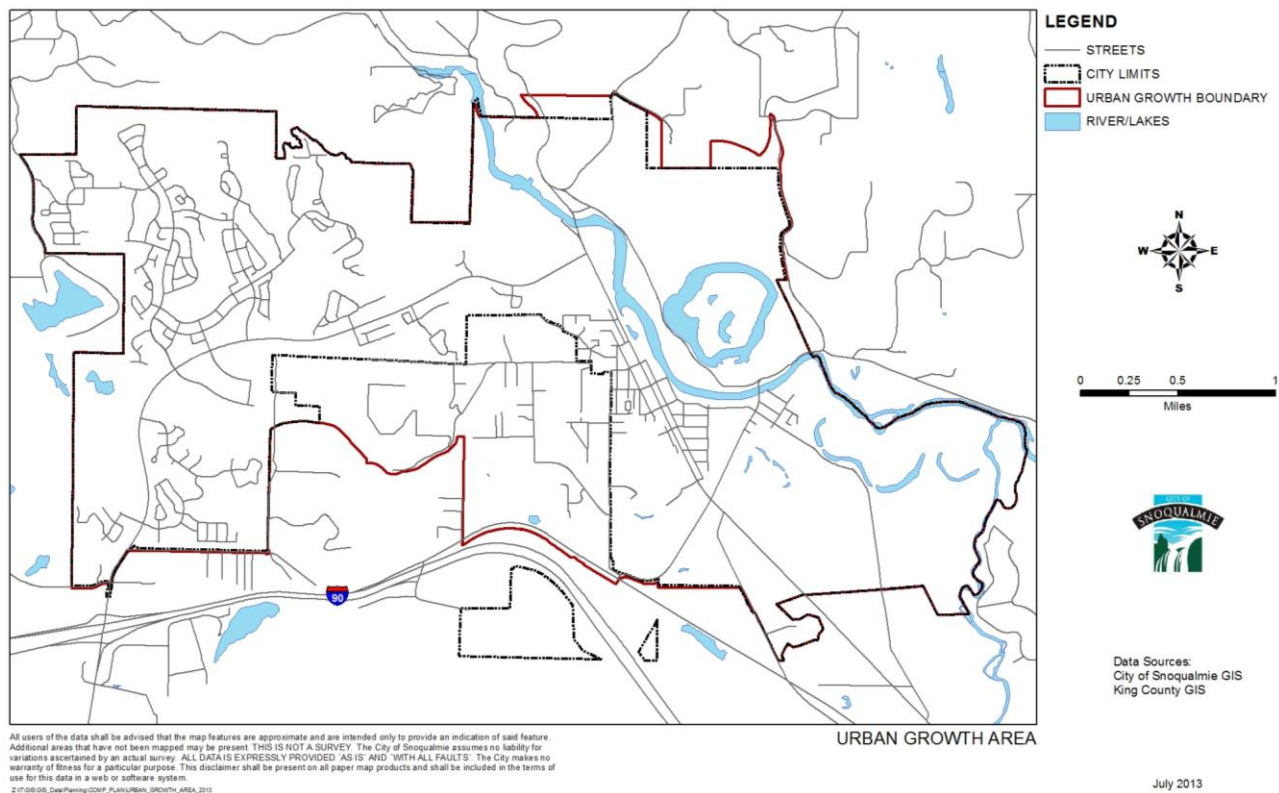 LEGEND
STREETS
CITY LIMITS
URBAN GROWTH BOUNDARY
RIVER/LAKES
N
W E
S
0 0.25 0.5 1
Miles
CITY OF
SNOQUALMIE
90
Data Sources:
City of Snoqualmie GIS
King County GIS
URBAN GROWTH AREA
All users of the data shall be advised that the map features are approximate and are intended only to provide an indication of said feature.
Additional areas that have not been mapped may be present. THIS IS NOT A SURVEY. The City of Snoqualmie assumes no liability for
variations ascertained by an actual survey. ALL DATA IS EXPRESSLY PROVIDED 'AS IS' AND 'WITH ALL FAULTS'. The City makes no
warranty of fitness for a particular purpose. This disclaimer shall be present on all paper map products and shall be included in the terms of
use for this data in a web or software system.
July 2013